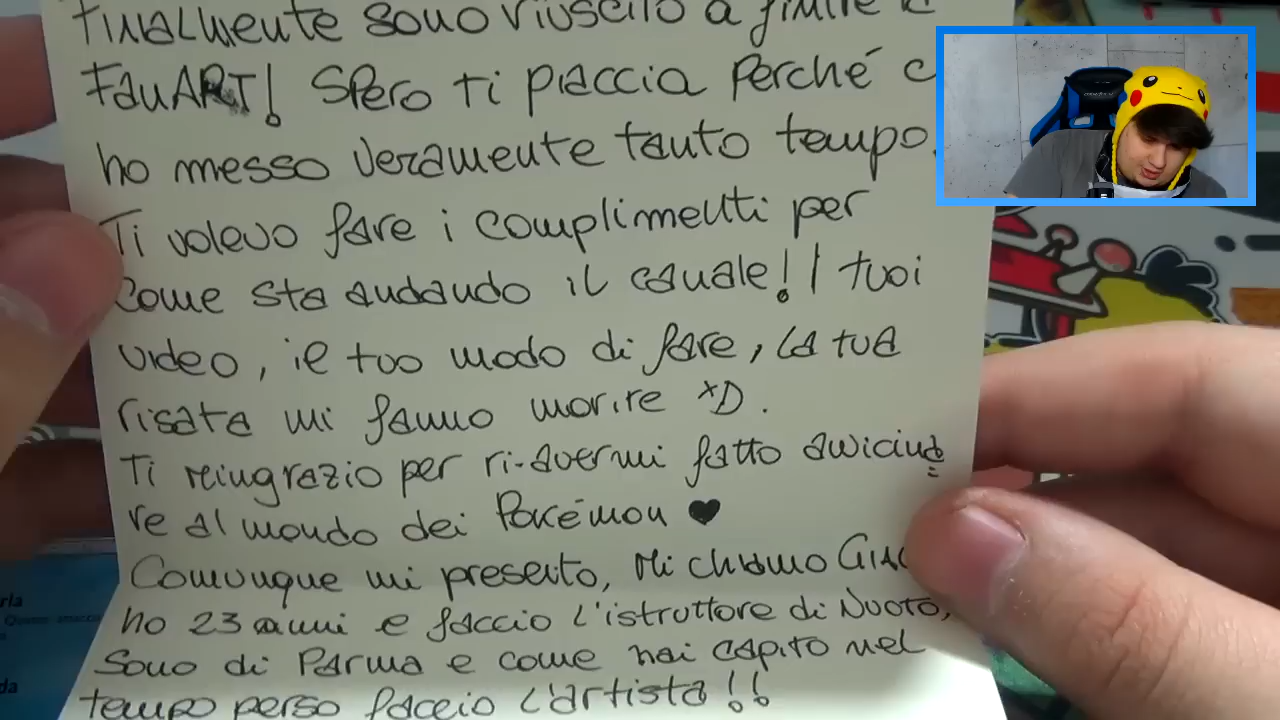 Finalmente sono riuscito a finire
FanART! Spero ti piaccia perché
ho messo veramente tanto tempo.
Ti volevo fare i complimenti per
come sta andando il canale! I tuoi
video, il tuo modo di fare, la tua
risata mi fanno morire XD.
Ti ringrazio per ri-avermi fatto avvicina=
re al mondo dei Pokémon ♥
Comunque mi presento, Mi chiamo
ho 23 anni e faccio l'istruttore di Nuoto,
Sono di Parma e come hai capito nel
tempo perso faccio l'artista!!